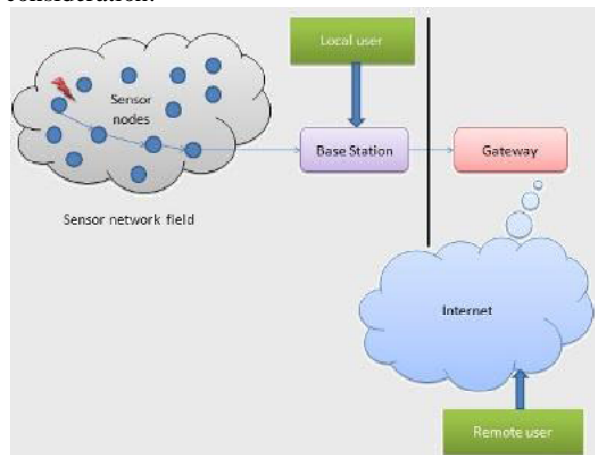 consideration.
Local user
Sensor
nodes
Base Station
Gateway
Sensor network field
Internet
Remote user